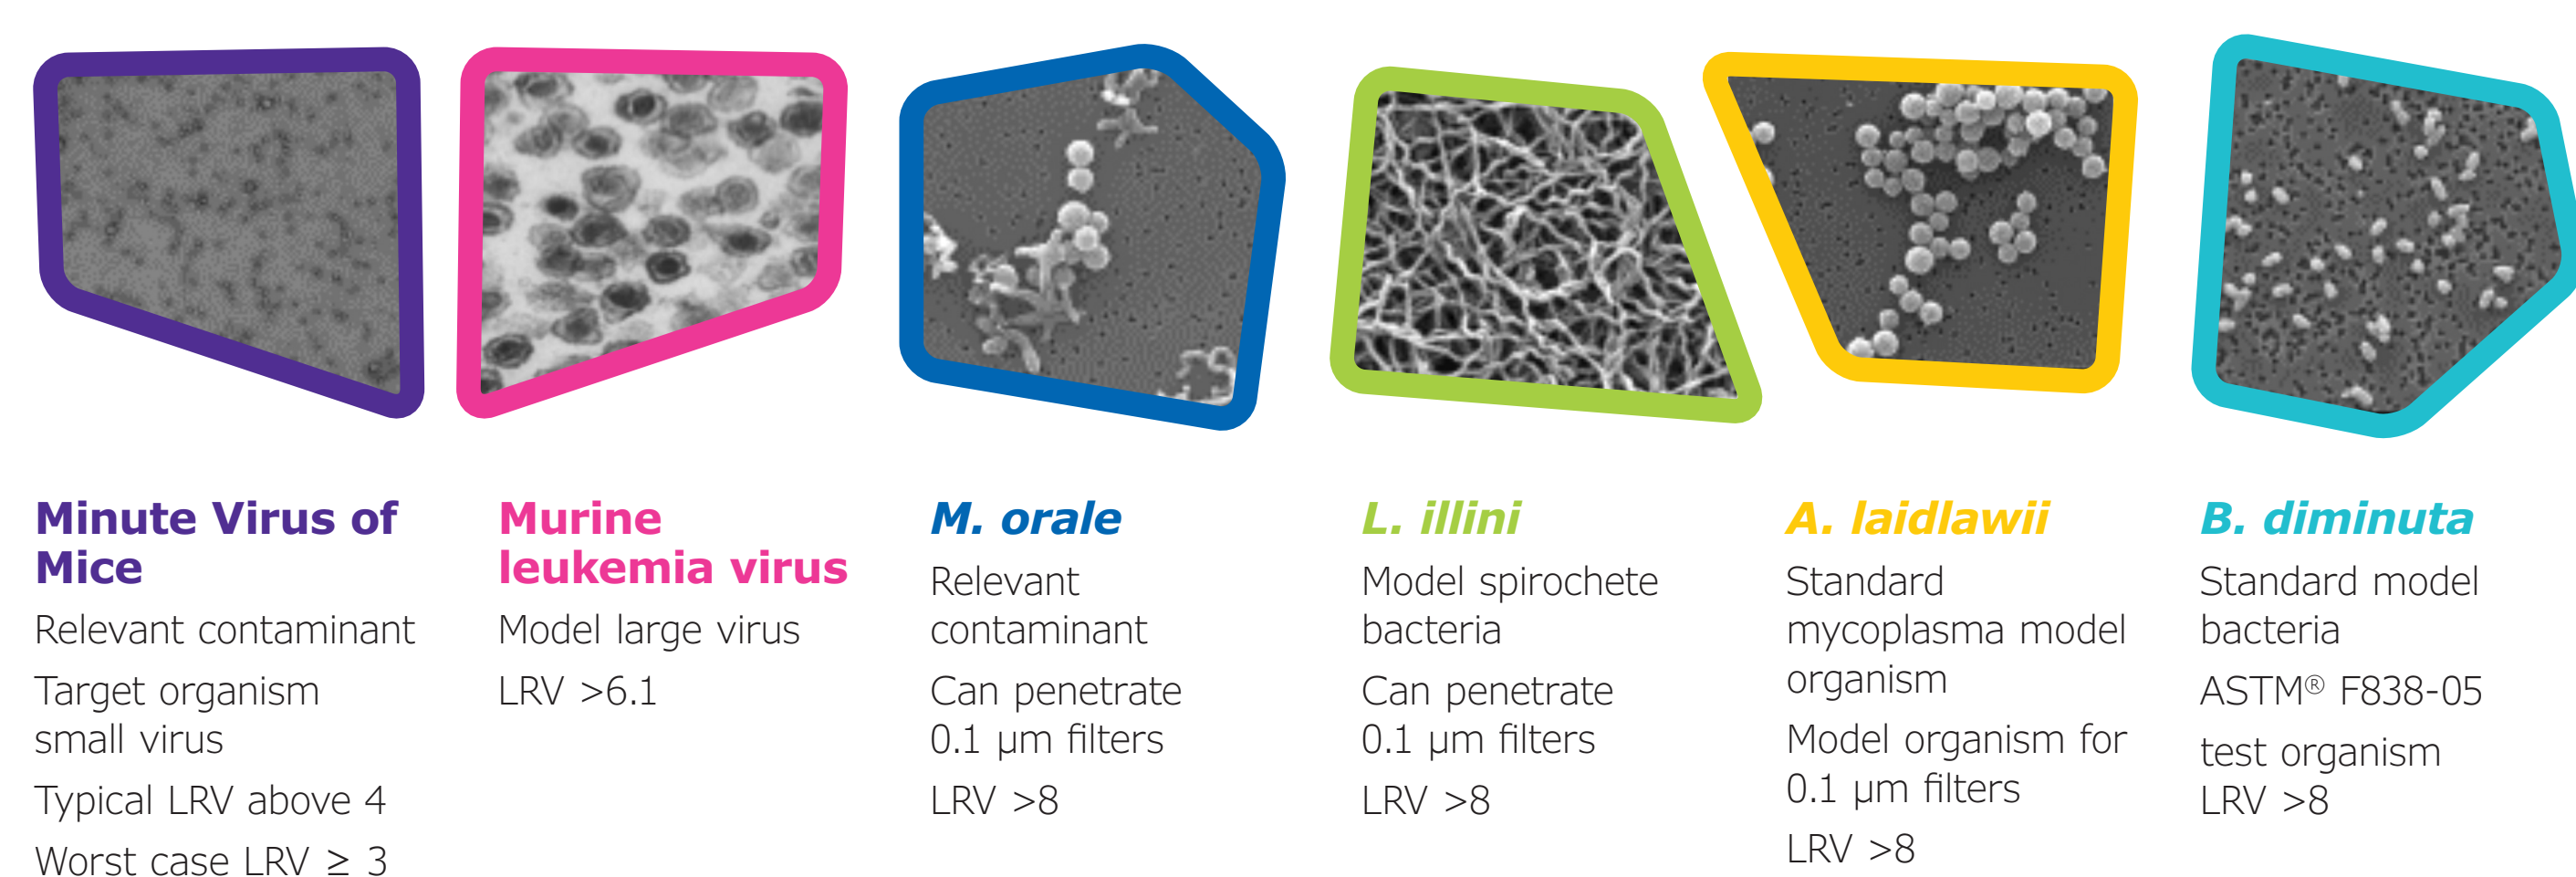 Minute Virus of
Mice
Relevant contaminant
Target organism
small virus
Typical LRV above 4
Worst case LRV ≥ 3
Murine
leukemia virus
Model large virus
LRV >6.1
M. orale
Relevant
contaminant
Can penetrate
0.1 µm filters
LRV >8
L. illini
Model spirochete
bacteria
Can penetrate
0.1 µm filters
LRV >8
A. laidlawii
Standard
mycoplasma model
organism
Model organism for
0.1 µm filters
LRV >8
B. diminuta
Standard model
bacteria
ASTM® F838-05
test organism
LRV >8